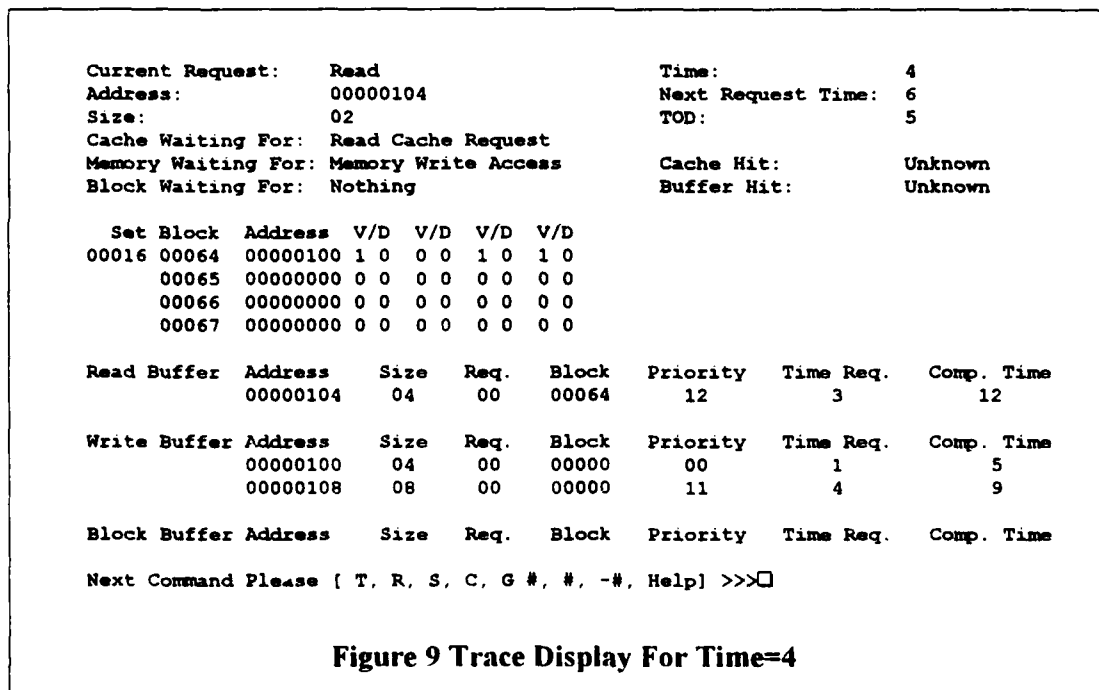 Current Request: Read Time: 4
Address: 00000104 Next Request Time: 6
Size: 02 TOD: 5
Cache Waiting For: Read Cache Request
Memory Waiting For: Memory Write Access Cache Hit: Unknown
Block Waiting For: Nothing Buffer Hit: Unknown
Set Block Address V/D V/D V/D V/D
00016 00064 00000100 1 0 0 0 1 0 1 0
00065 00000000 0 0 0 0 0 0 0 0
00066 00000000 0 0 0 0 0 0 0 0
00067 00000000 0 0 0 0 0 0 0 0
Read Buffer Address Size Req. Block Priority Time Req. Comp. Time
00000104 04 00 00064 12 3 12
Write Buffer Address Size Req. Block Priority Time Req. Comp. Time
00000100 04 00 00000 00 1 5
00000108 08 00 00000 11 4 9
Block Buffer Address Size Req. Block Priority Time Req. Comp. Time
Next Command Please [ T, R, S, C, G #, #, -#, Help] >>>
Figure 9 Trace Display For Time=4